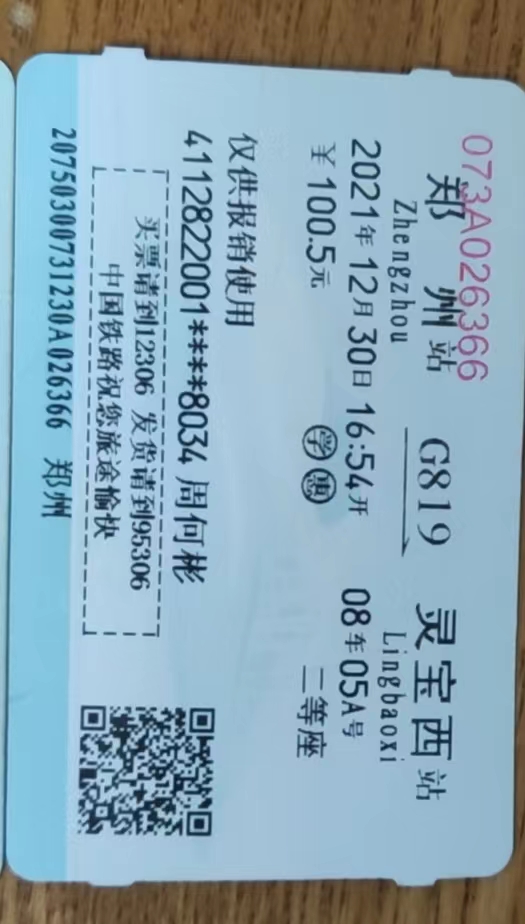 073A026366
郑州站 G819 灵宝西站
Zhengzhou Lingbaoxi
2021年12月30日 16:54开 08车05A号
¥100.5元 学 惠 二等座
仅供报销使用
4112822001****8034 周何彬
买票请到12306 发货请到95306
中国铁路祝您旅途愉快
20750300731230A026366 郑州